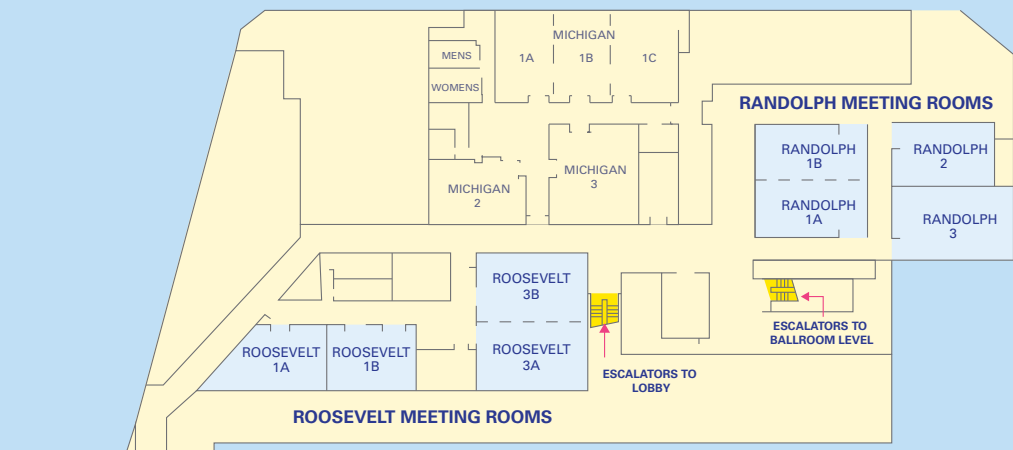 MICHIGAN
1A
1B
1C
MENS
WOMENS
RANDOLPH MEETING ROOMS
RANDOLPH
1B
RANDOLPH
2
MICHIGAN
3
MICHIGAN
2
RANDOLPH
1A
RANDOLPH
3
ROOSEVELT
3B
ESCALATORS TO
BALLROOM LEVEL
ROOSEVELT
1A
ROOSEVELT
1B
ROOSEVELT
3A
ESCALATORS TO
LOBBY
ROOSEVELT MEETING ROOMS